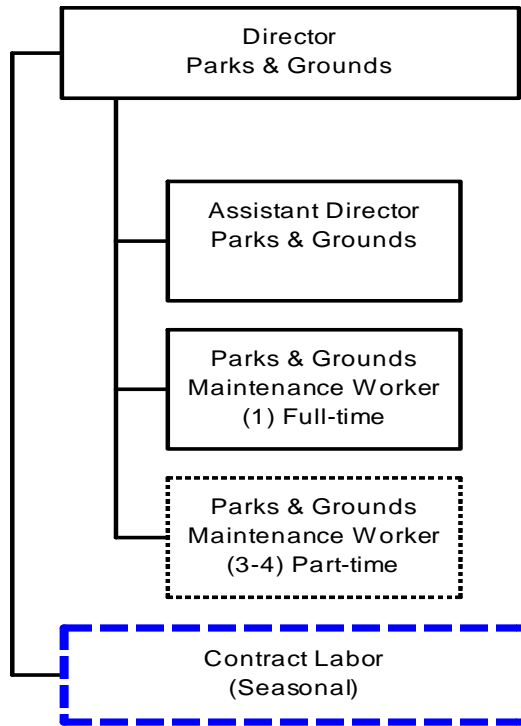 Director
Parks & Grounds
Assistant Director
Parks & Grounds
Parks & Grounds
Maintenance Worker
(1) Full-time
Parks & Grounds
Maintenance Worker
(3-4) Part-time
Contract Labor
(Seasonal)